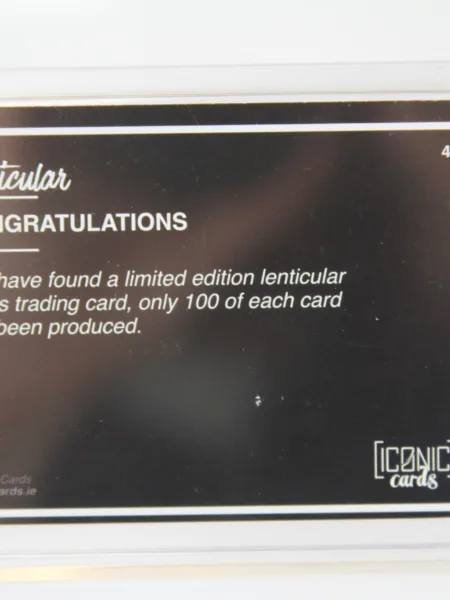 4
ticular
NGRATULATIONS
have found a limited edition lenticular
s trading card, only 100 of each card
been produced.
Cards
ards.ie
[ICONIC
cards